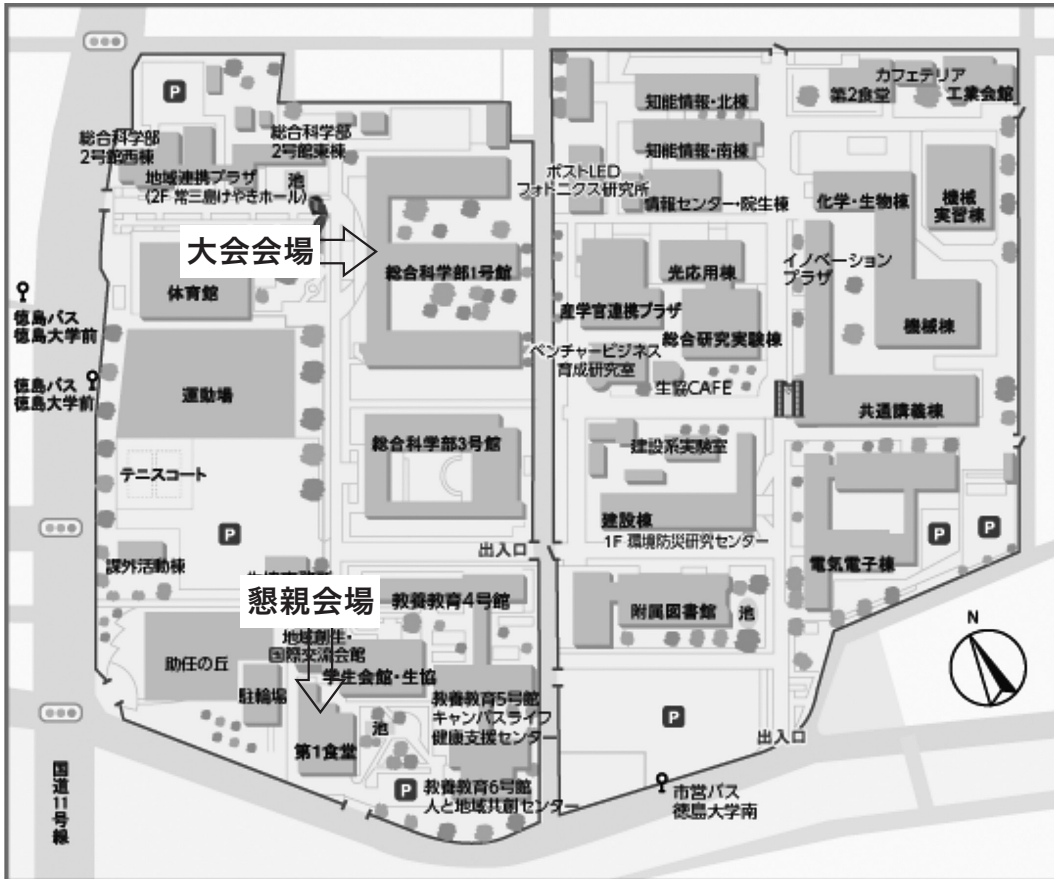 P
総合科学部
2号館西棟
総合科学部
2号館東棟
地域連携プラザ
(2F 常三島けやきホール)
池
大会会場
総合科学部1号館
体育館
徳島バス
徳島大学前
徳島バス
徳島大学前
運動場
総合科学部3号館
テニスコート
P
課外活動棟
出入口
懇親会場
教養教育4号館
地域創生・
国際交流会館
助任の丘
学生会館・生協
駐輪場
教養教育5号館
キャンパスライフ
健康支援センター
池
第1食堂
P
教養教育6号館
人と地域共創センター
国道11号線
知能情報・北棟
カフェテリア
第2食堂
工業会館
知能情報・南棟
ポストLED
フォトニクス研究所
情報センター・院生棟
化学・生物棟
機械
実習棟
光応用棟
イノベーション
プラザ
産学官連携プラザ
総合研究実験棟
機械棟
ベンチャービジネス
育成研究室
生協CAFE
共通講義棟
建設系実験室
建設棟
1F 環境防災研究センター
P
P
電気電子棟
附属図書館
池
N
P
出入口
市営バス
徳島大学南